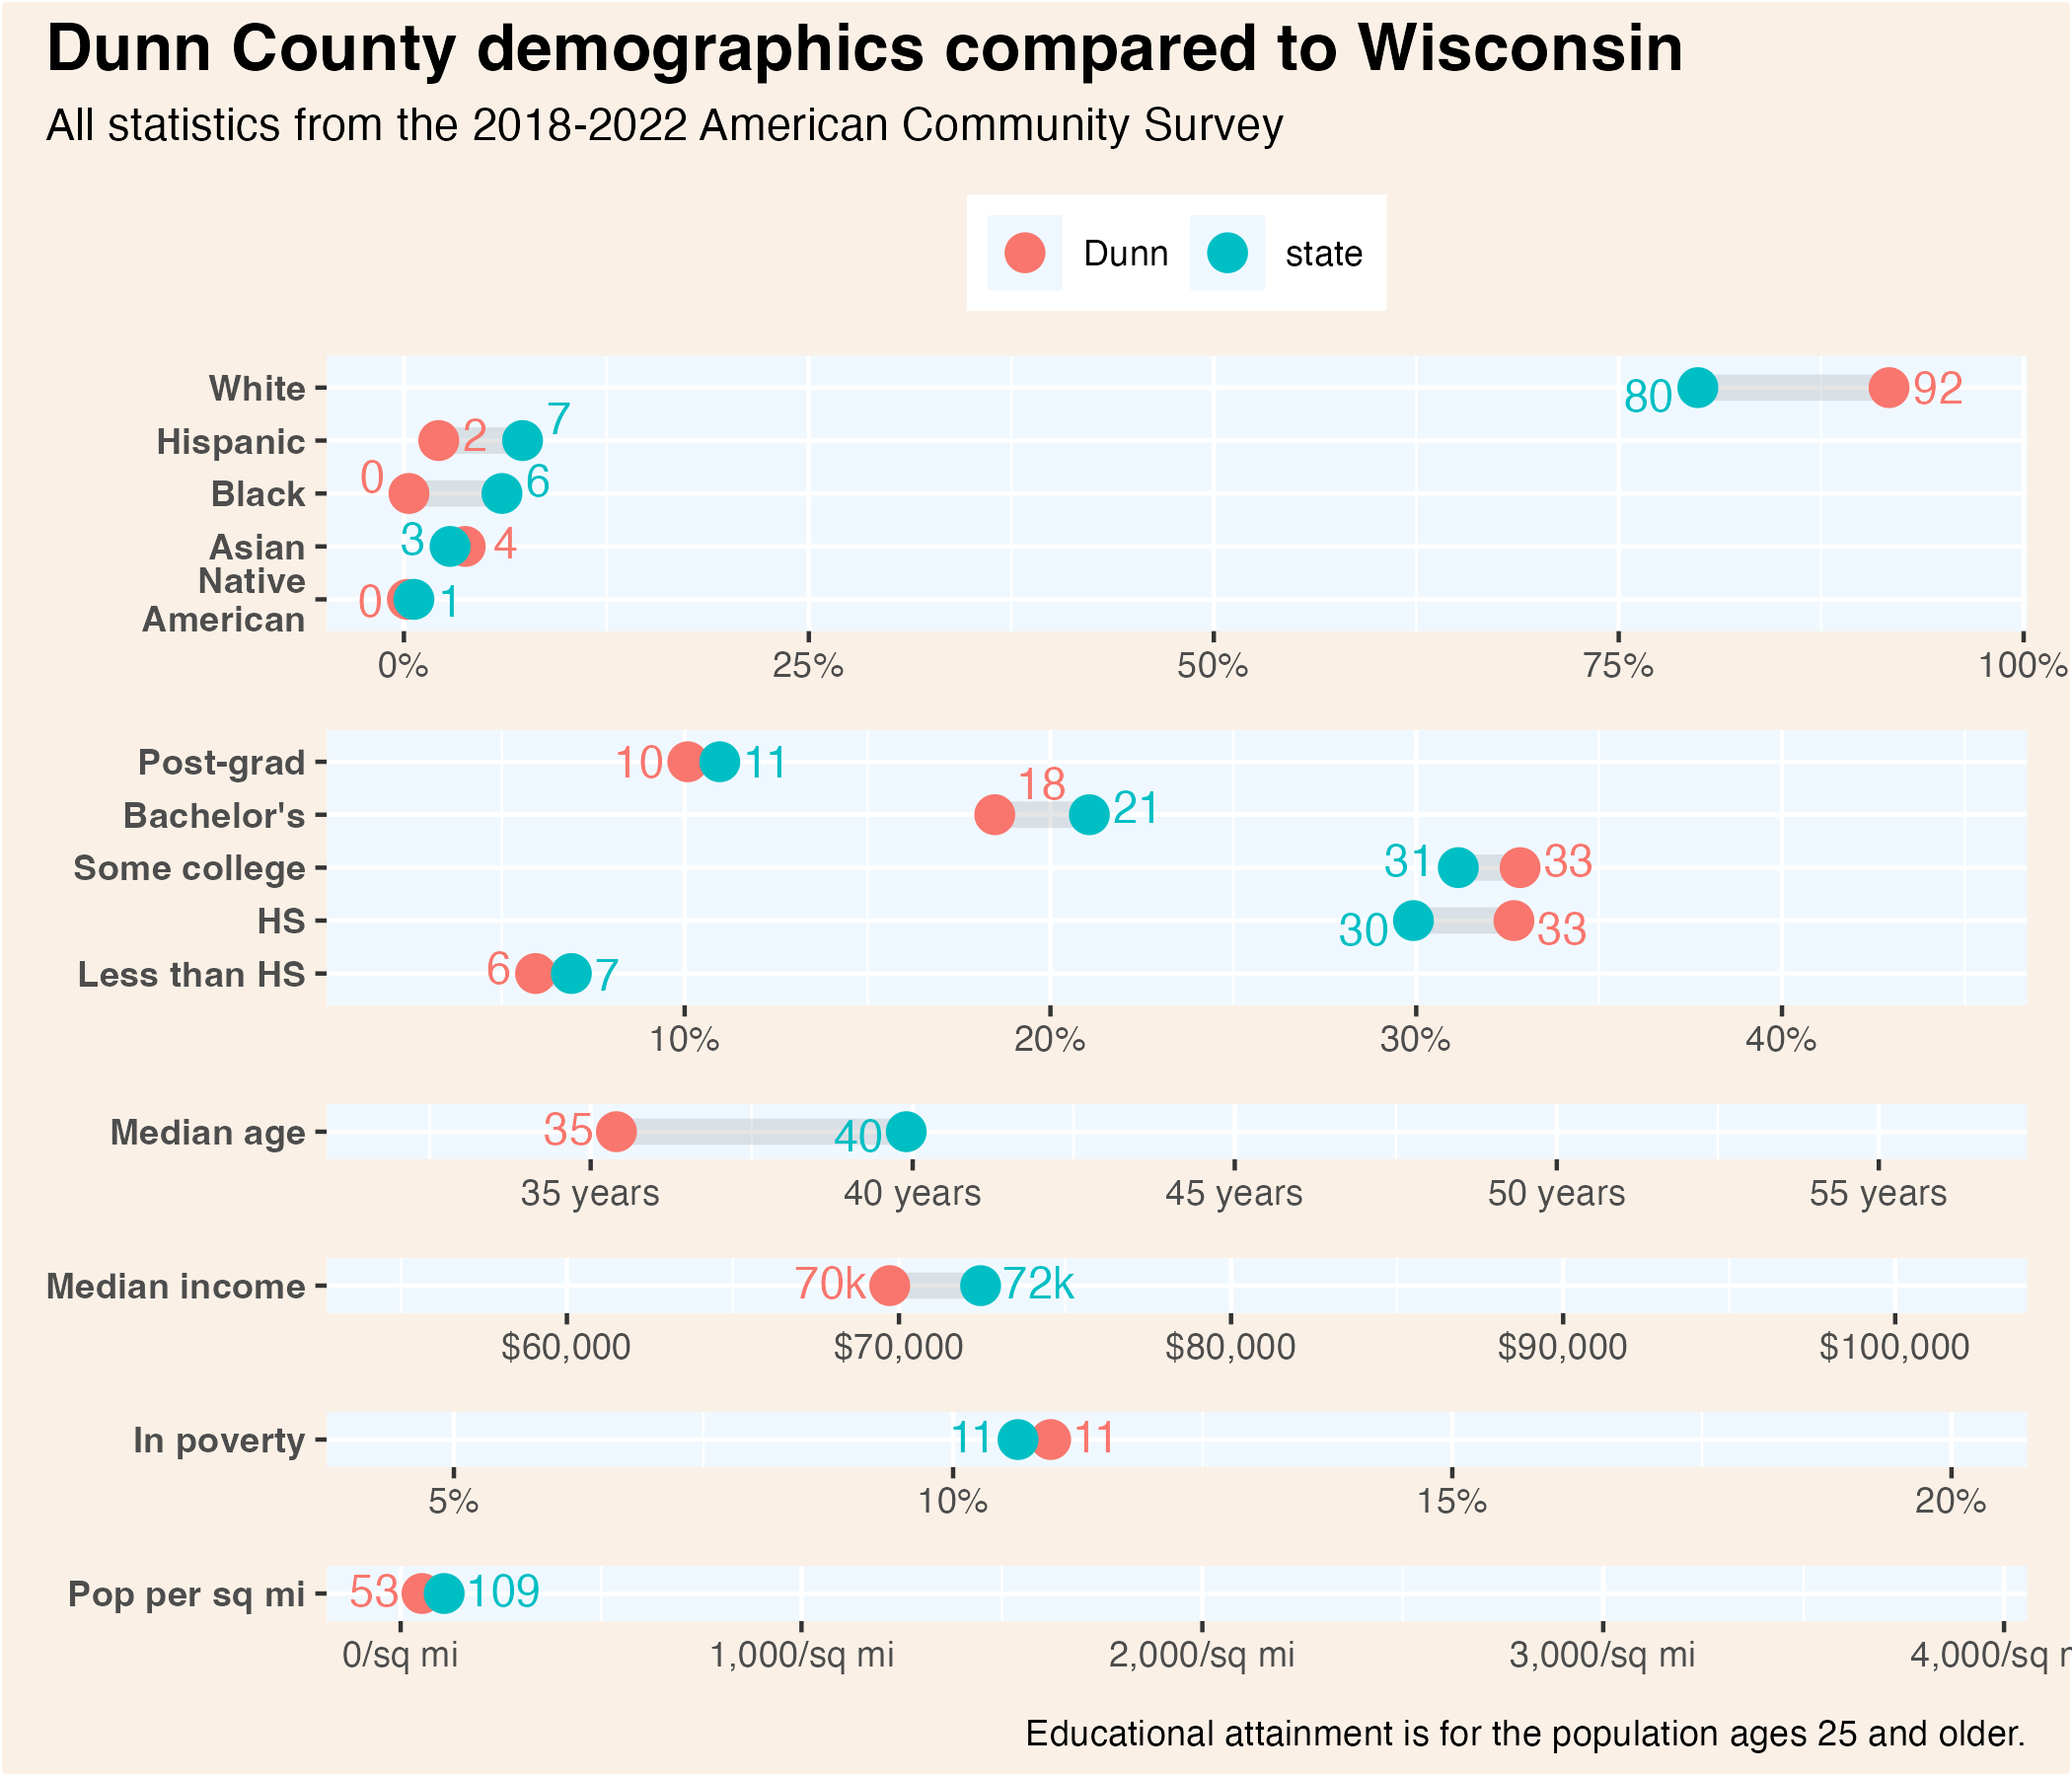 Dunn County demographics compared to Wisconsin
All statistics from the 2018-2022 American Community Survey
Dunn state
White 80 92
Hispanic 2 7
Black 0 6
Asian 3 4
Native
American 0 1
0% 25% 50% 75% 100%
Post-grad 10 11
Bachelor's 18 21
Some college 31 33
HS 30 33
Less than HS 6 7
10% 20% 30% 40%
Median age 35 40
35 years 40 years 45 years 50 years 55 years
Median income 70k 72k
$60,000 $70,000 $80,000 $90,000 $100,000
In poverty 11 11
5% 10% 15% 20%
Pop per sq mi 53 109
0/sq mi 1,000/sq mi 2,000/sq mi 3,000/sq mi 4,000/sq
Educational attainment is for the population ages 25 and older.